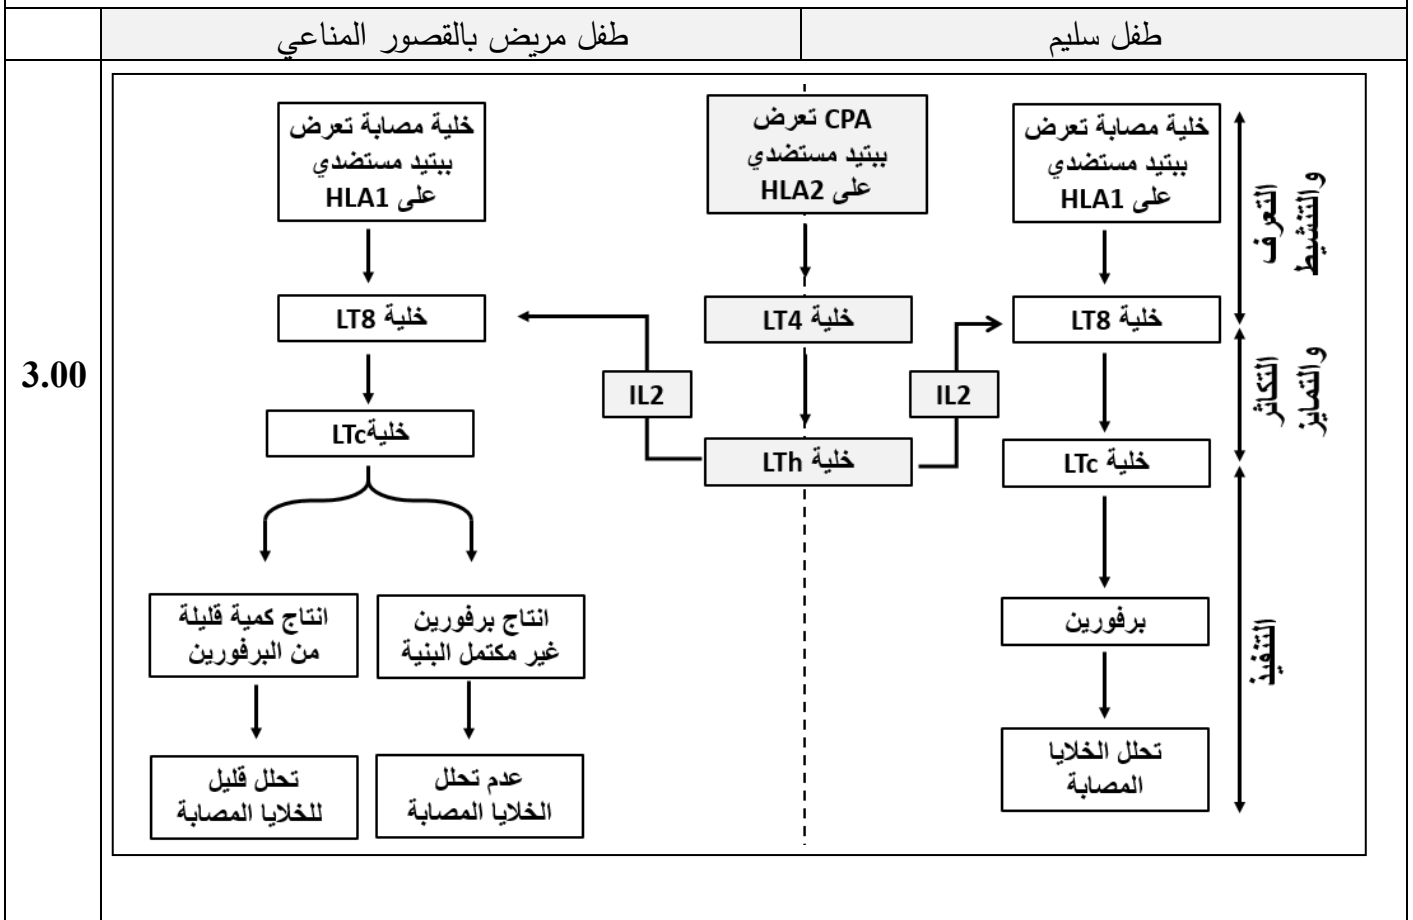 طفل سليم
طفل مريض بالقصور المناعي
3.00
خلية مصابة تعرض
ببتيد مستضدي
على HLA1
CPA تعرض
ببتيد مستضدي
على HLA2
خلية مصابة تعرض
ببتيد مستضدي
على HLA1
التعرف
والتنشيط
خلية LT8
خلية LT4
خلية LT8
IL2
IL2
التكاثر
والتمايز
خلية LTc
خلية LTh
خليةLTc
برفورين
انتاج برفورين
غير مكتمل البنية
انتاج كمية قليلة
من البرفورين
التنفيذ
تحلل الخلايا
المصابة
عدم تحلل
الخلايا المصابة
تحلل قليل
للخلايا المصابة